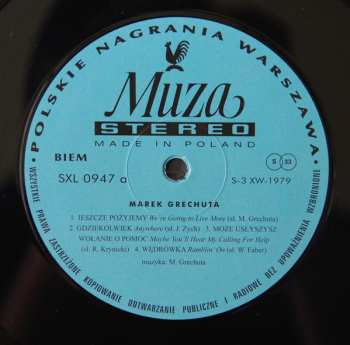 POLSKIE NAGRANIA WARSZAWA
Muza
STEREO
MADE IN POLAND
BIEM
S 33
SXL 0947 a
S-3 XW-1979
MAREK GRECHUTA
1. JESZCZE POŻYJEMY We're Going to Live More (sł. M. Grechuta)
2. GDZIEKOLWIEK Anywhere (sł. J. Zych) 3. MOŻE USŁYSZYSZ
WOŁANIE O POMOC Maybe You'll Hear My Calling For Help
(sł. R. Krynicki) 4. WĘDRÓWKA Ramblin' On (sł. W. Faber)
muzyka: M. Grechuta
WSZYSTKIE PRAWA ZASTRZEŻONE KOPIOWANIE ODTWARZANIE PUBLICZNE I RADIOWE BEZ UPOWAŻNIENIA WZBRONIONE